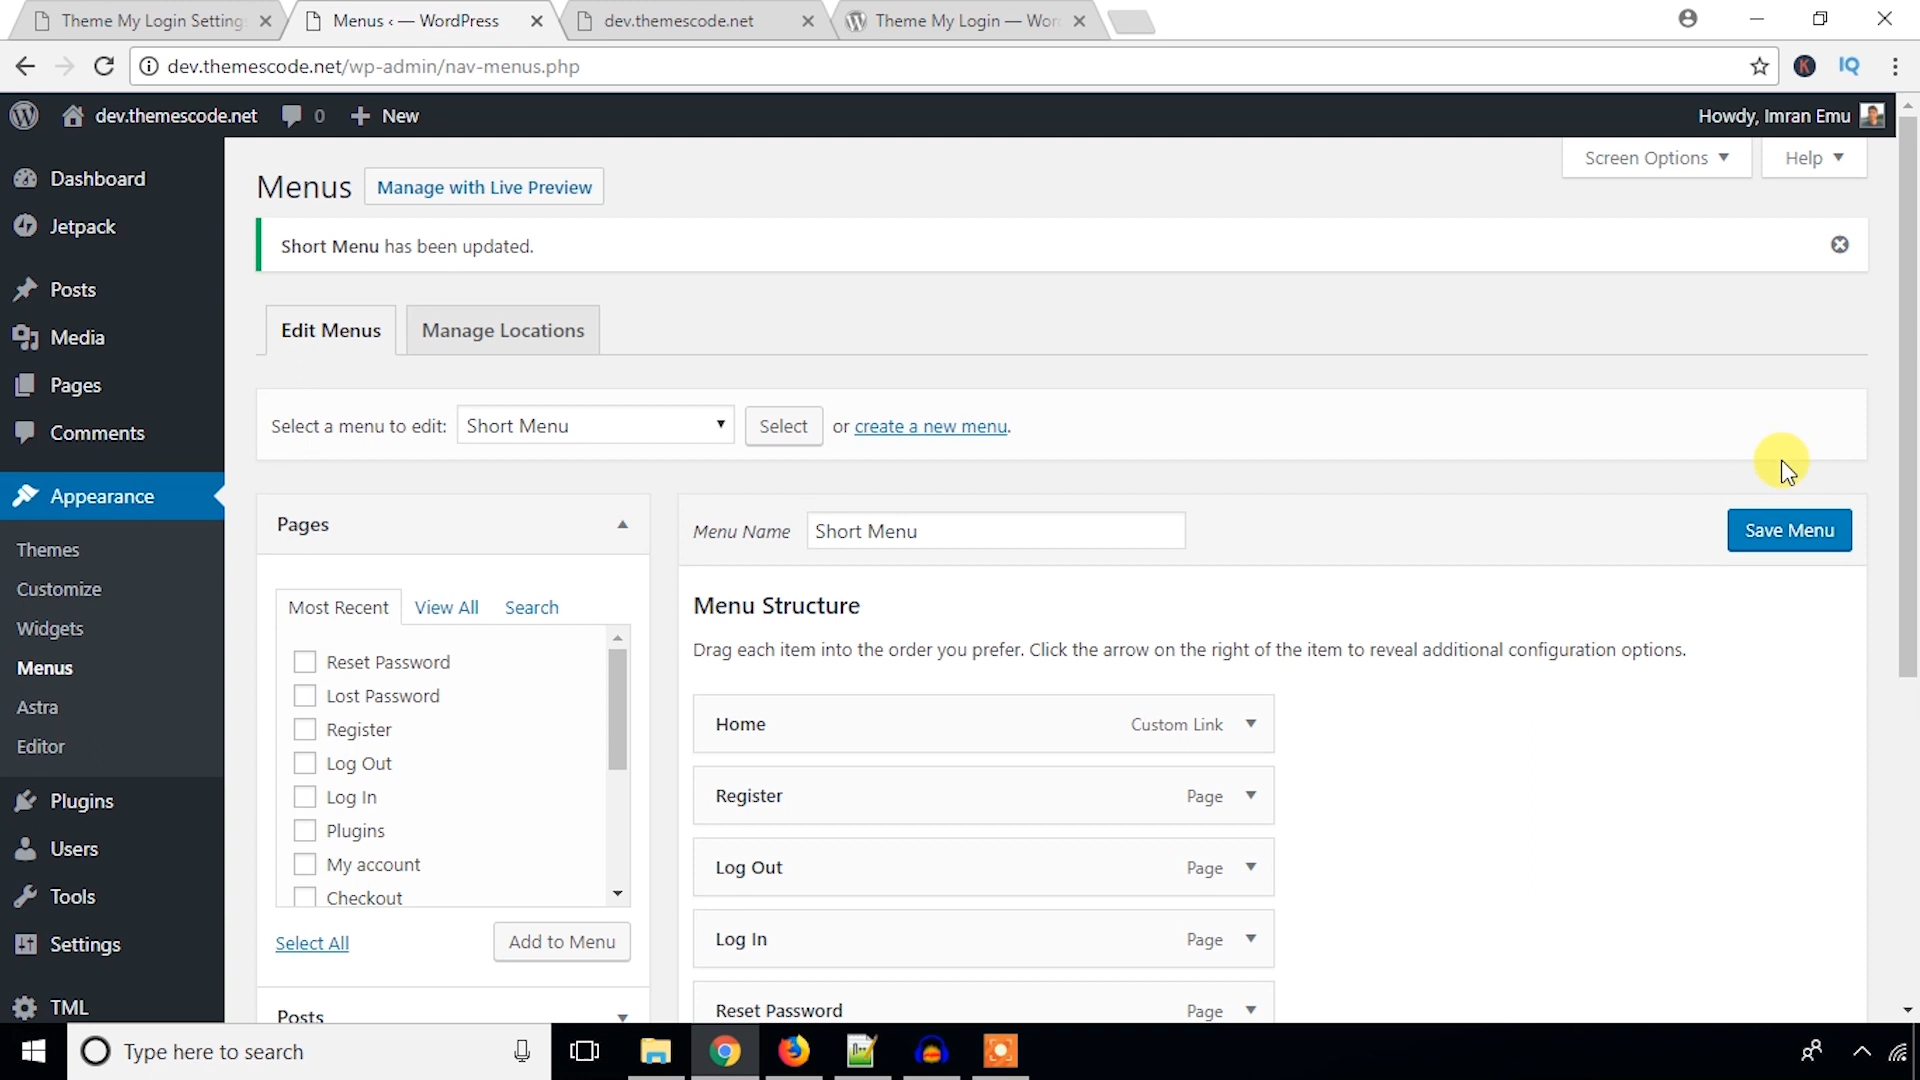 Theme My Login Setting
Menus ‹ — WordPress
dev.themescode.net
Theme My Login — Wor
dev.themescode.net/wp-admin/nav-menus.php
K
IQ
dev.themescode.net
0
New
Howdy, Imran Emu
Dashboard
Jetpack
Posts
Media
Pages
Comments
Appearance
Themes
Customize
Widgets
Menus
Astra
Editor
Plugins
Users
Tools
Settings
TML
Screen Options
Help
Menus
Manage with Live Preview
Short Menu has been updated.
Edit Menus
Manage Locations
Select a menu to edit:
Short Menu
Select
or create a new menu.
Pages
Most Recent
View All
Search
Reset Password
Lost Password
Register
Log Out
Log In
Plugins
My account
Checkout
Select All
Add to Menu
Posts
Menu Name
Short Menu
Save Menu
Menu Structure
Drag each item into the order you prefer. Click the arrow on the right of the item to reveal additional configuration options.
Home
Custom Link
Register
Page
Log Out
Page
Log In
Page
Reset Password
Page
Type here to search